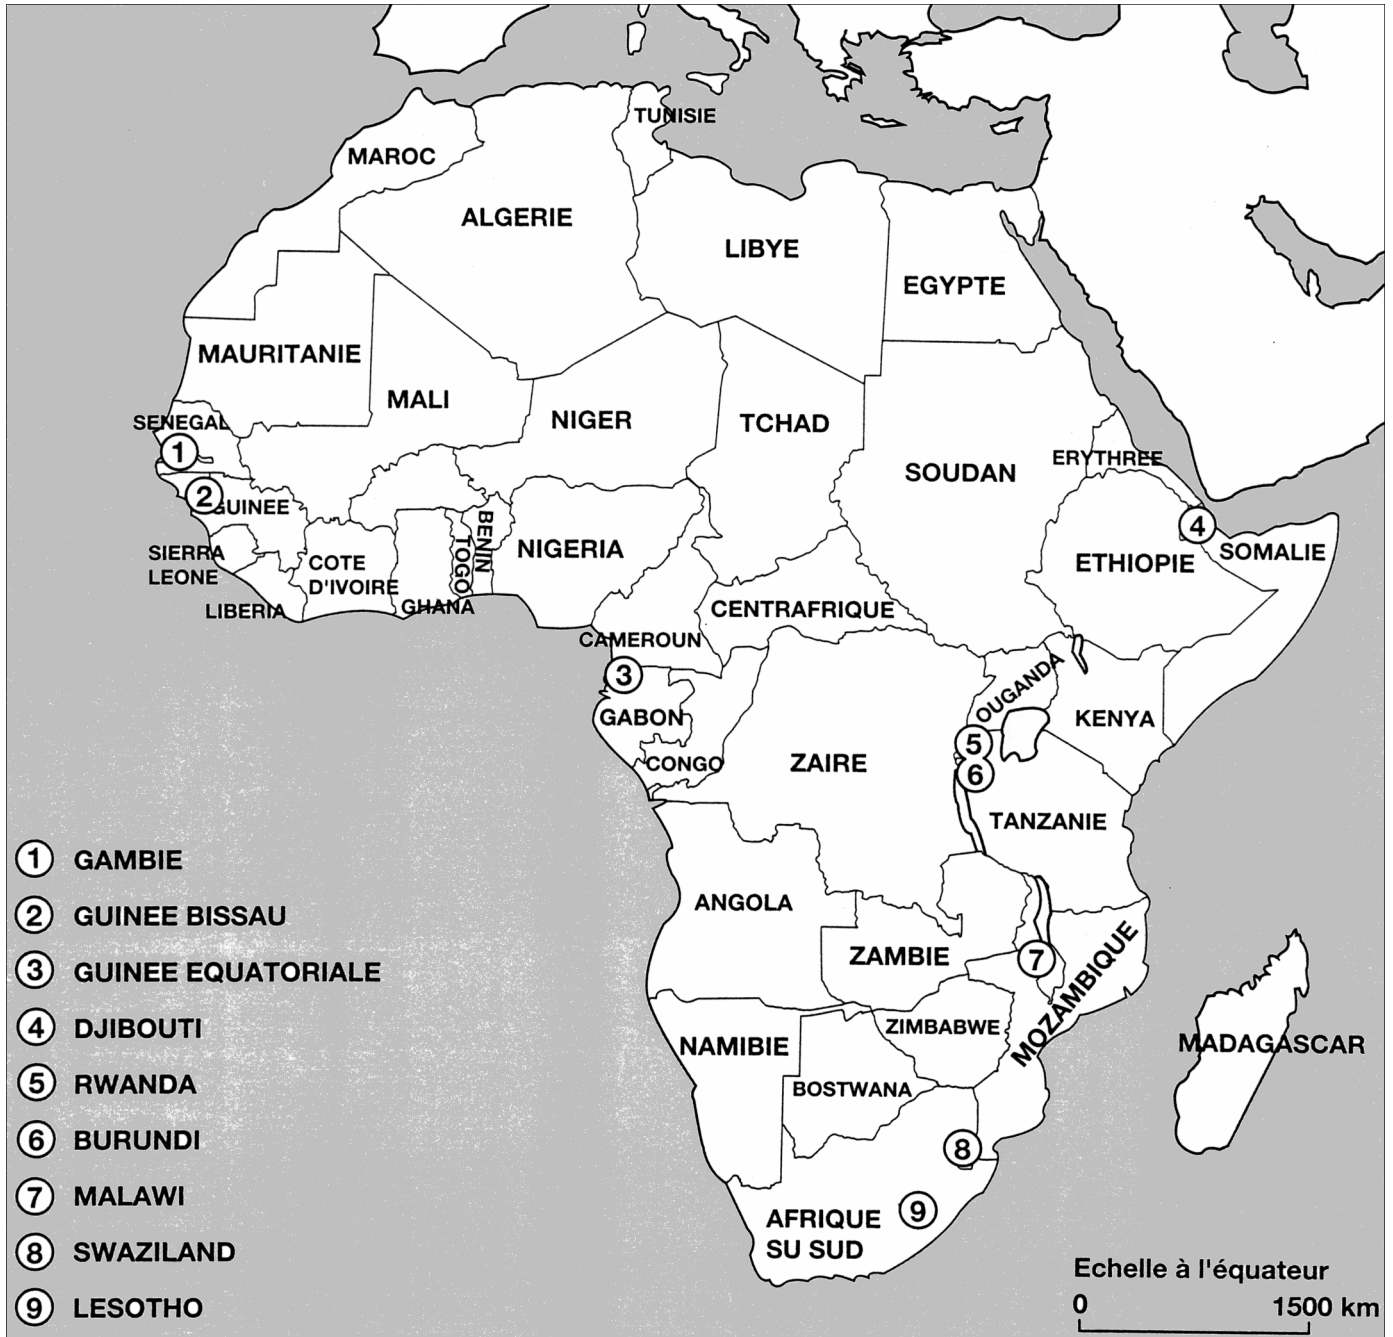 TUNISIE
MAROC
ALGERIE
LIBYE
EGYPTE
MAURITANIE
MALI
NIGER
TCHAD
SOUDAN
ERYTHREE
SENEGAL
1
2
GUINEE
SIERRA
LEONE
LIBERIA
COTE
D'IVOIRE
GHANA
TOGO
BENIN
NIGERIA
CENTRAFRIQUE
4
ETHIOPIE
SOMALIE
CAMEROUN
3
GABON
CONGO
ZAIRE
OUGANDA
KENYA
5
6
TANZANIE
ANGOLA
ZAMBIE
7
MOZAMBIQUE
NAMIBIE
ZIMBABWE
BOSTWANA
MADAGASCAR
8
9
AFRIQUE
SU SUD
1 GAMBIE
2 GUINEE BISSAU
3 GUINEE EQUATORIALE
4 DJIBOUTI
5 RWANDA
6 BURUNDI
7 MALAWI
8 SWAZILAND
9 LESOTHO
Echelle à l'équateur
0 1500 km